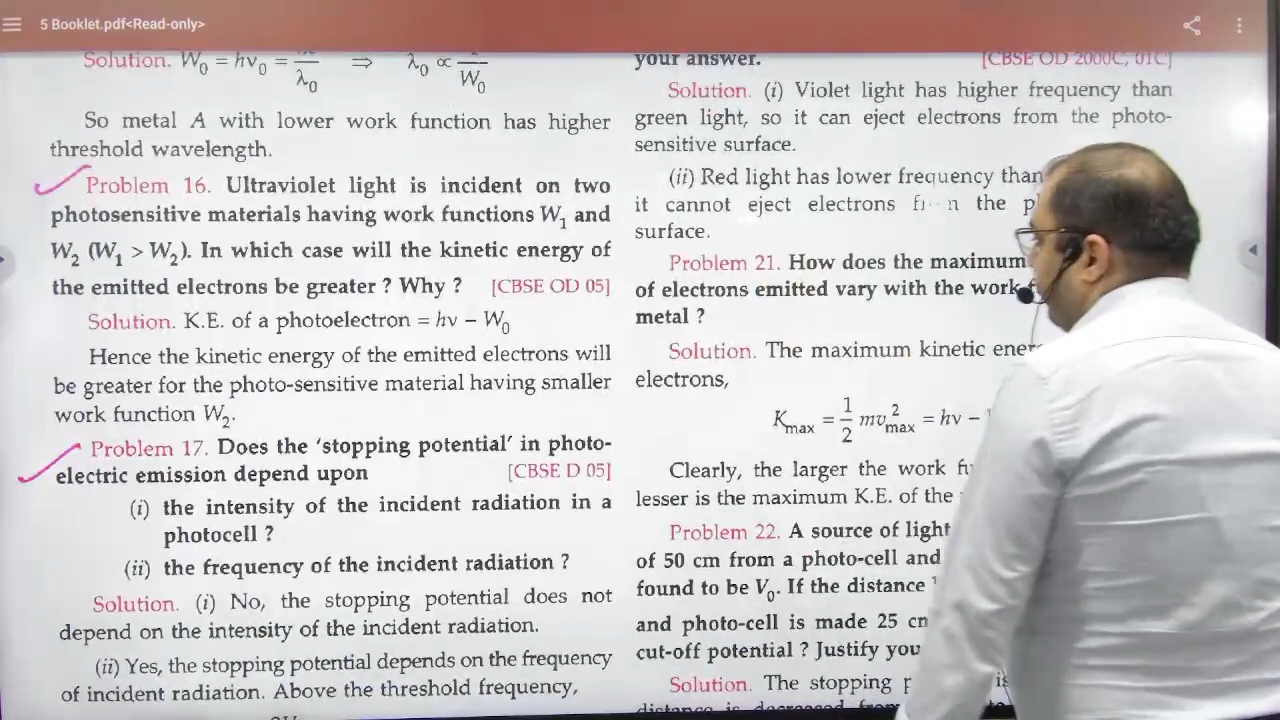 5 Booklet.pdf<Read-only>
Solution. W₀ = hν₀ = — / λ₀ ⇒ λ₀ ∝ — / W₀
So metal A with lower work function has higher
threshold wavelength.
Problem 16. Ultraviolet light is incident on two
photosensitive materials having work functions W₁ and
W₂ (W₁ > W₂). In which case will the kinetic energy of
the emitted electrons be greater ? Why ? [CBSE OD 05]
Solution. K.E. of a photoelectron = hν − W₀
Hence the kinetic energy of the emitted electrons will
be greater for the photo-sensitive material having smaller
work function W₂.
Problem 17. Does the 'stopping potential' in photo-
electric emission depend upon [CBSE D 05]
(i) the intensity of the incident radiation in a
photocell ?
(ii) the frequency of the incident radiation ?
Solution. (i) No, the stopping potential does not
depend on the intensity of the incident radiation.
(ii) Yes, the stopping potential depends on the frequency
of incident radiation. Above the threshold frequency,
your answer. [CBSE OD 2000C, 01C]
Solution. (i) Violet light has higher frequency than
green light, so it can eject electrons from the photo-
sensitive surface.
(ii) Red light has lower frequency than
it cannot eject electrons the
surface.
Problem 21. How does the maximum
of electrons emitted vary with the work
metal ?
Solution. The maximum kinetic
electrons,
Kmax = 1/2 mv²max = hν −
Clearly, the larger the work
lesser is the maximum K.E. of the
Problem 22. A source of light
of 50 cm from a photo-cell and
found to be V₀. If the distance
and photo-cell is made 25
cut-off potential ? Justify
Solution. The stopping
distance is decreased